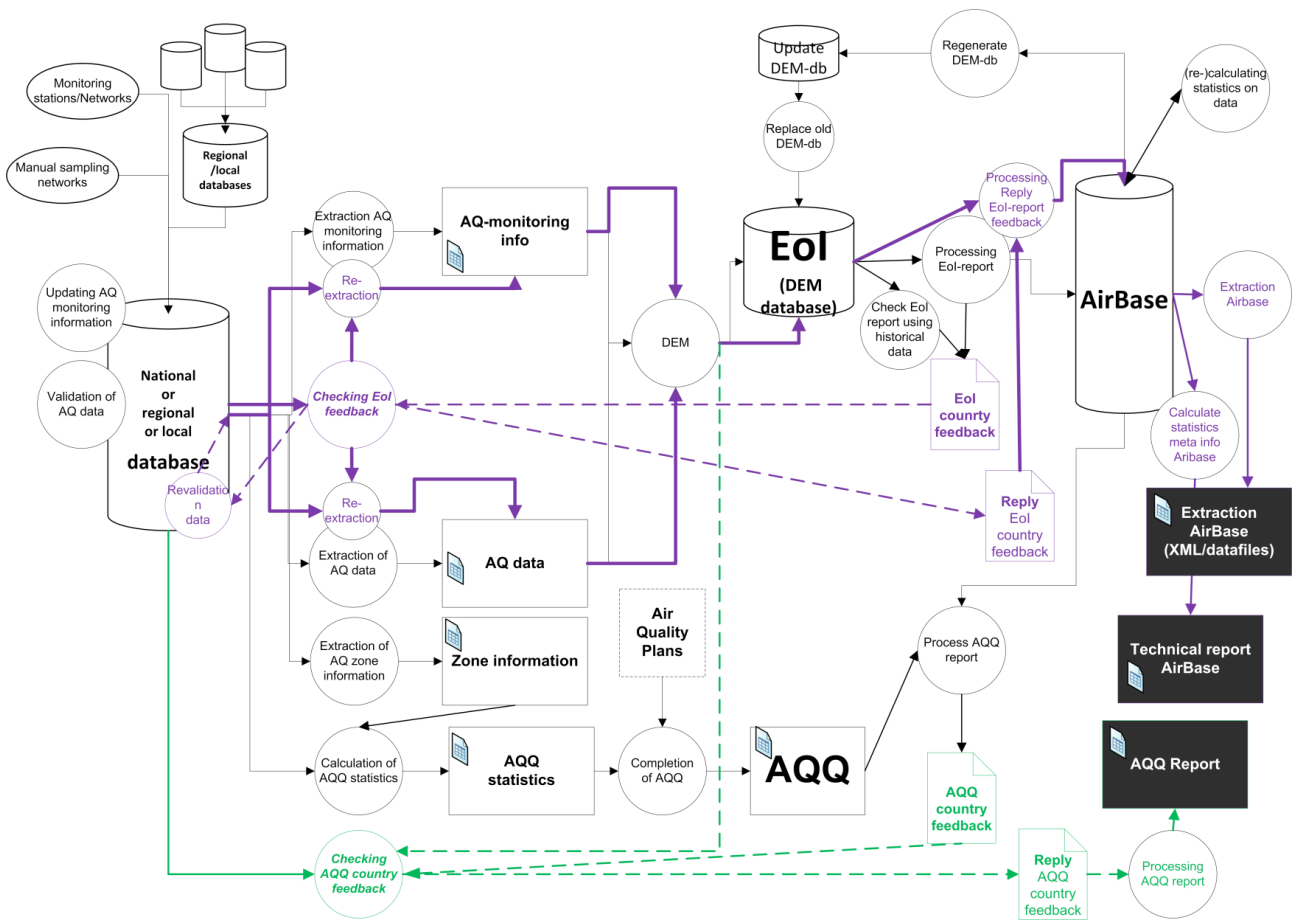 Monitoring
stations/Networks
Manual sampling
networks
Regional
/local
databases
Update
DEM-db
Regenerate
DEM-db
(re-)calculating
statistics on
data
Replace old
DEM-db
Extraction AQ
monitoring
information
AQ-monitoring
info
Re-
extraction
Processing
Reply
EoI-report
feedback
EoI
(DEM
database)
Processing
EoI-report
Check EoI
report using
historical
data
AirBase
Extraction
Airbase
Updating AQ
monitoring
information
Validation of
AQ data
National
or
regional
or local
database
Revalidatio
n
data
Checking EoI
feedback
DEM
EoI
counrty
feedback
Calculate
statistics
meta info
Aribase
Re-
extraction
Extraction of
AQ data
AQ data
Reply
EoI
country
feedback
Extraction
AirBase
(XML/datafiles)
Extraction of
AQ zone
information
Zone information
Air
Quality
Plans
Process AQQ
report
Technical report
AirBase
Calculation of
AQQ statistics
AQQ
statistics
Completion
of AQQ
AQQ
AQQ
country
feedback
AQQ Report
Checking
AQQ country
feedback
Reply
AQQ
country
feedback
Processing
AQQ report